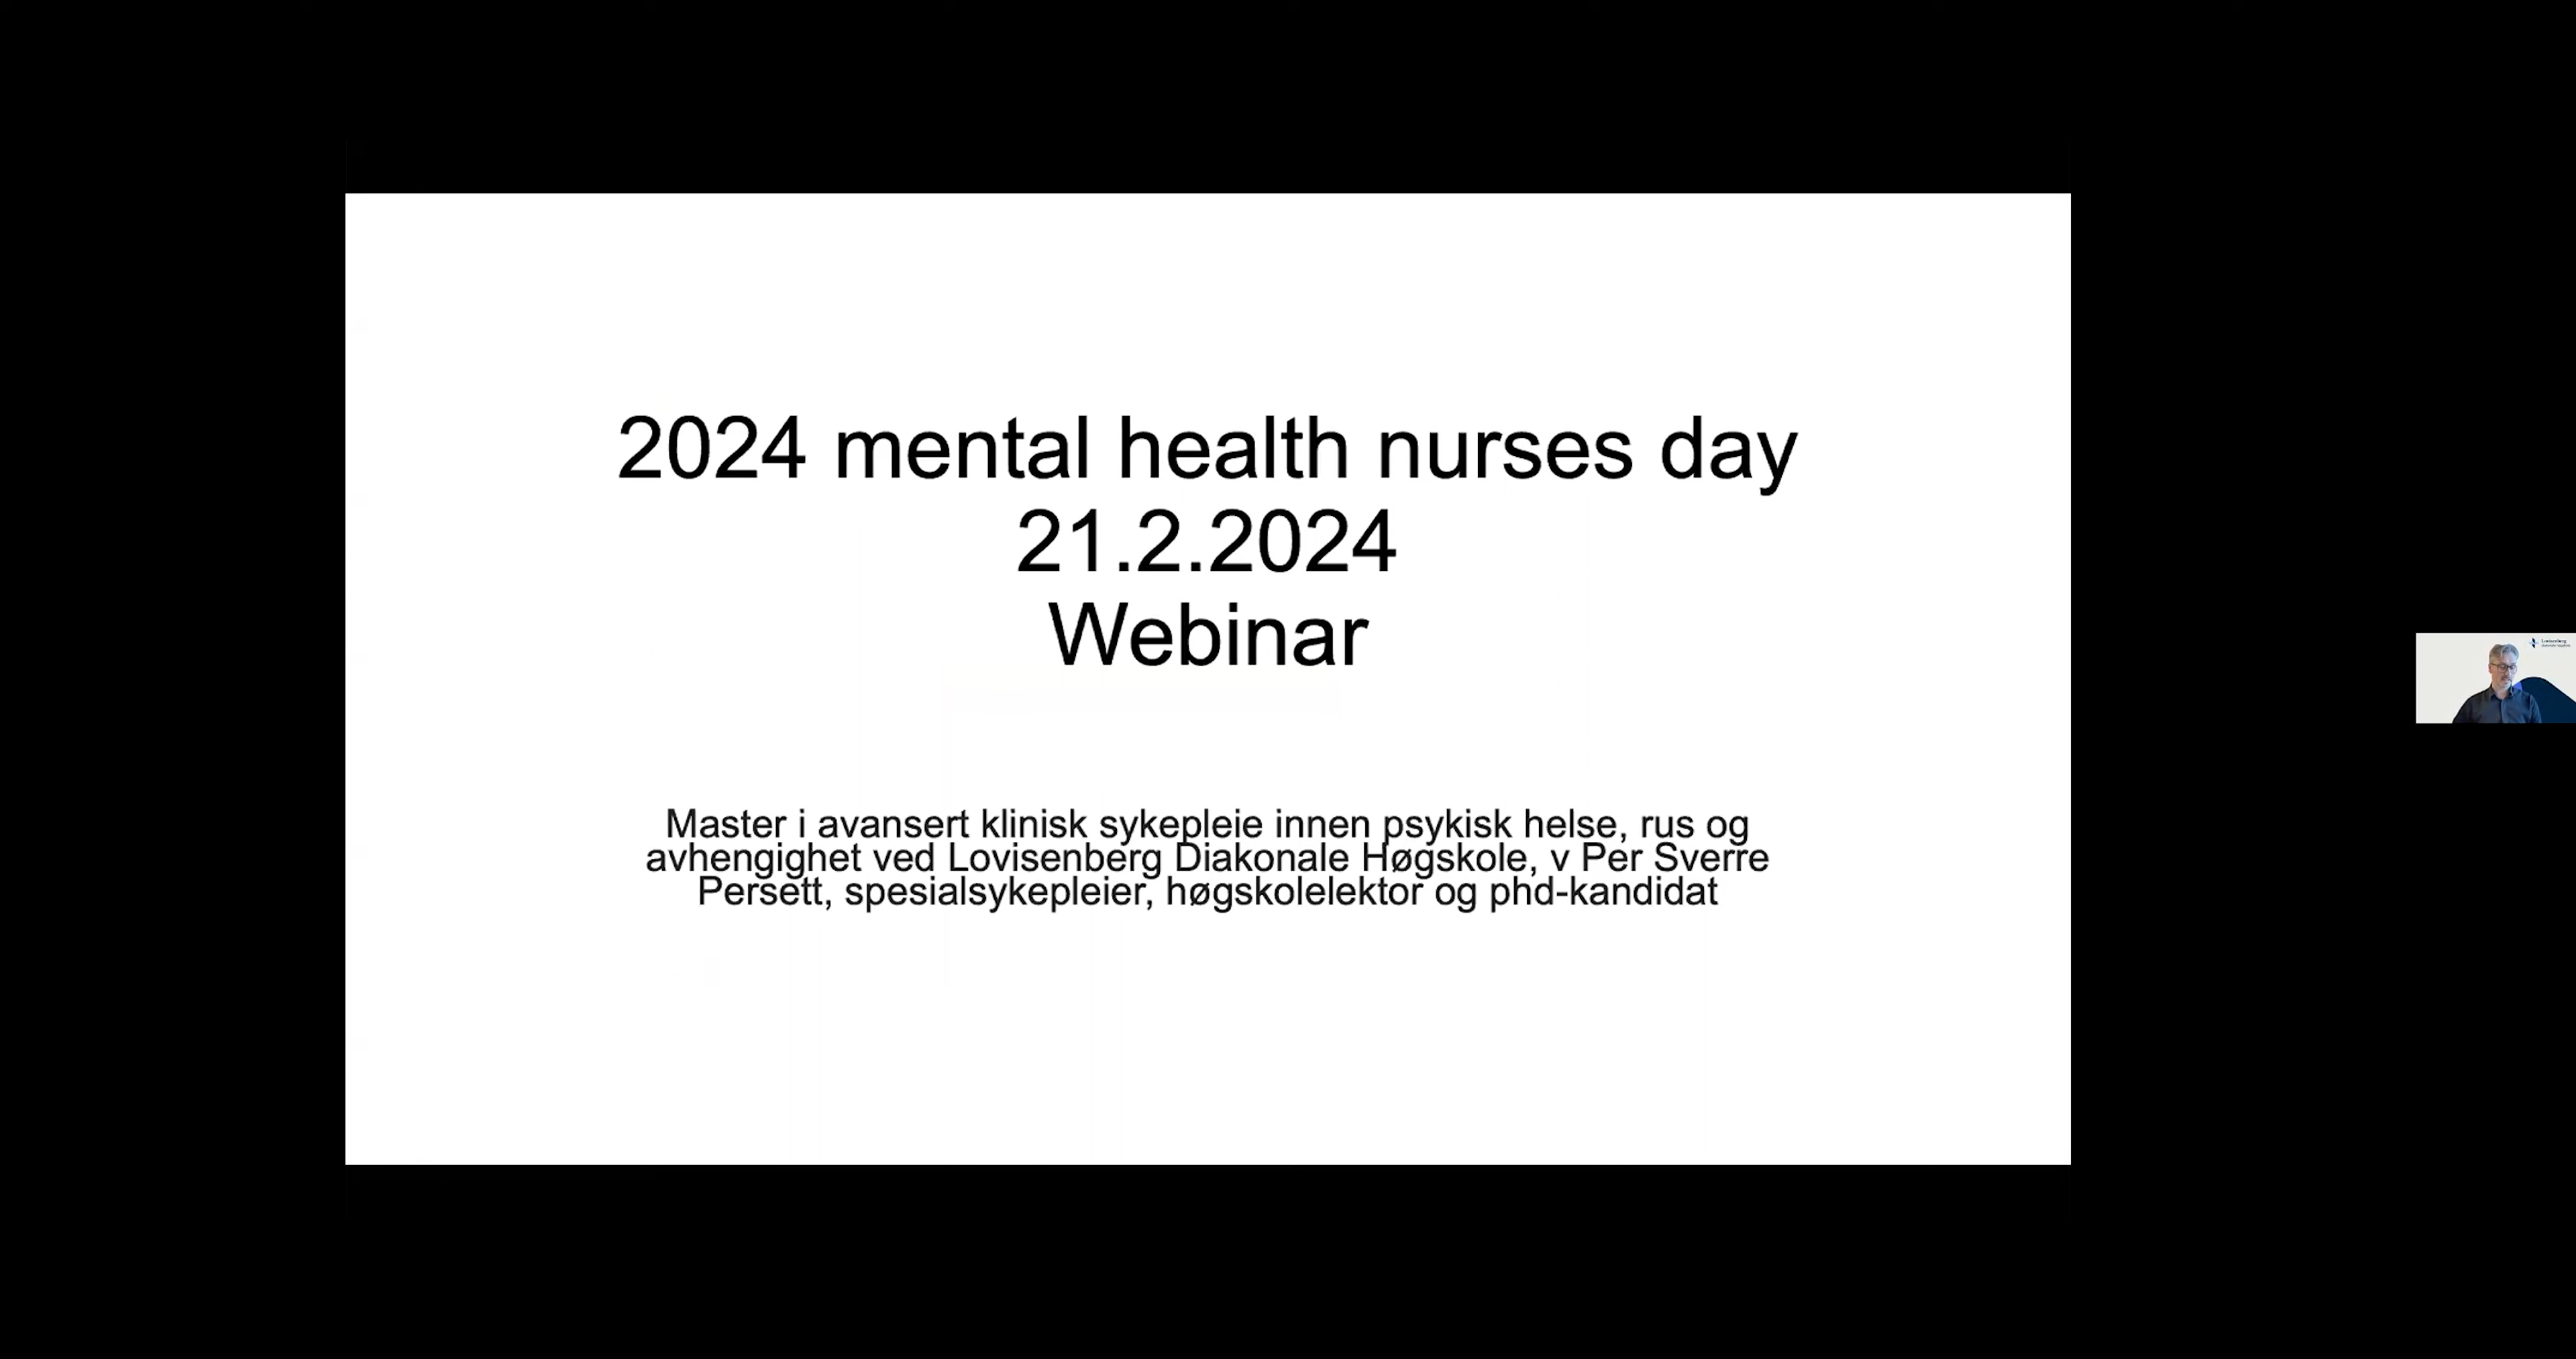 2024 mental health nurses day
21.2.2024
Webinar
Master i avansert klinisk sykepleie innen psykisk helse, rus og
avhengighet ved Lovisenberg Diakonale Høgskole, v Per Sverre
Persett, spesialsykepleier, høgskolelektor og phd-kandidat
Lovisenberg